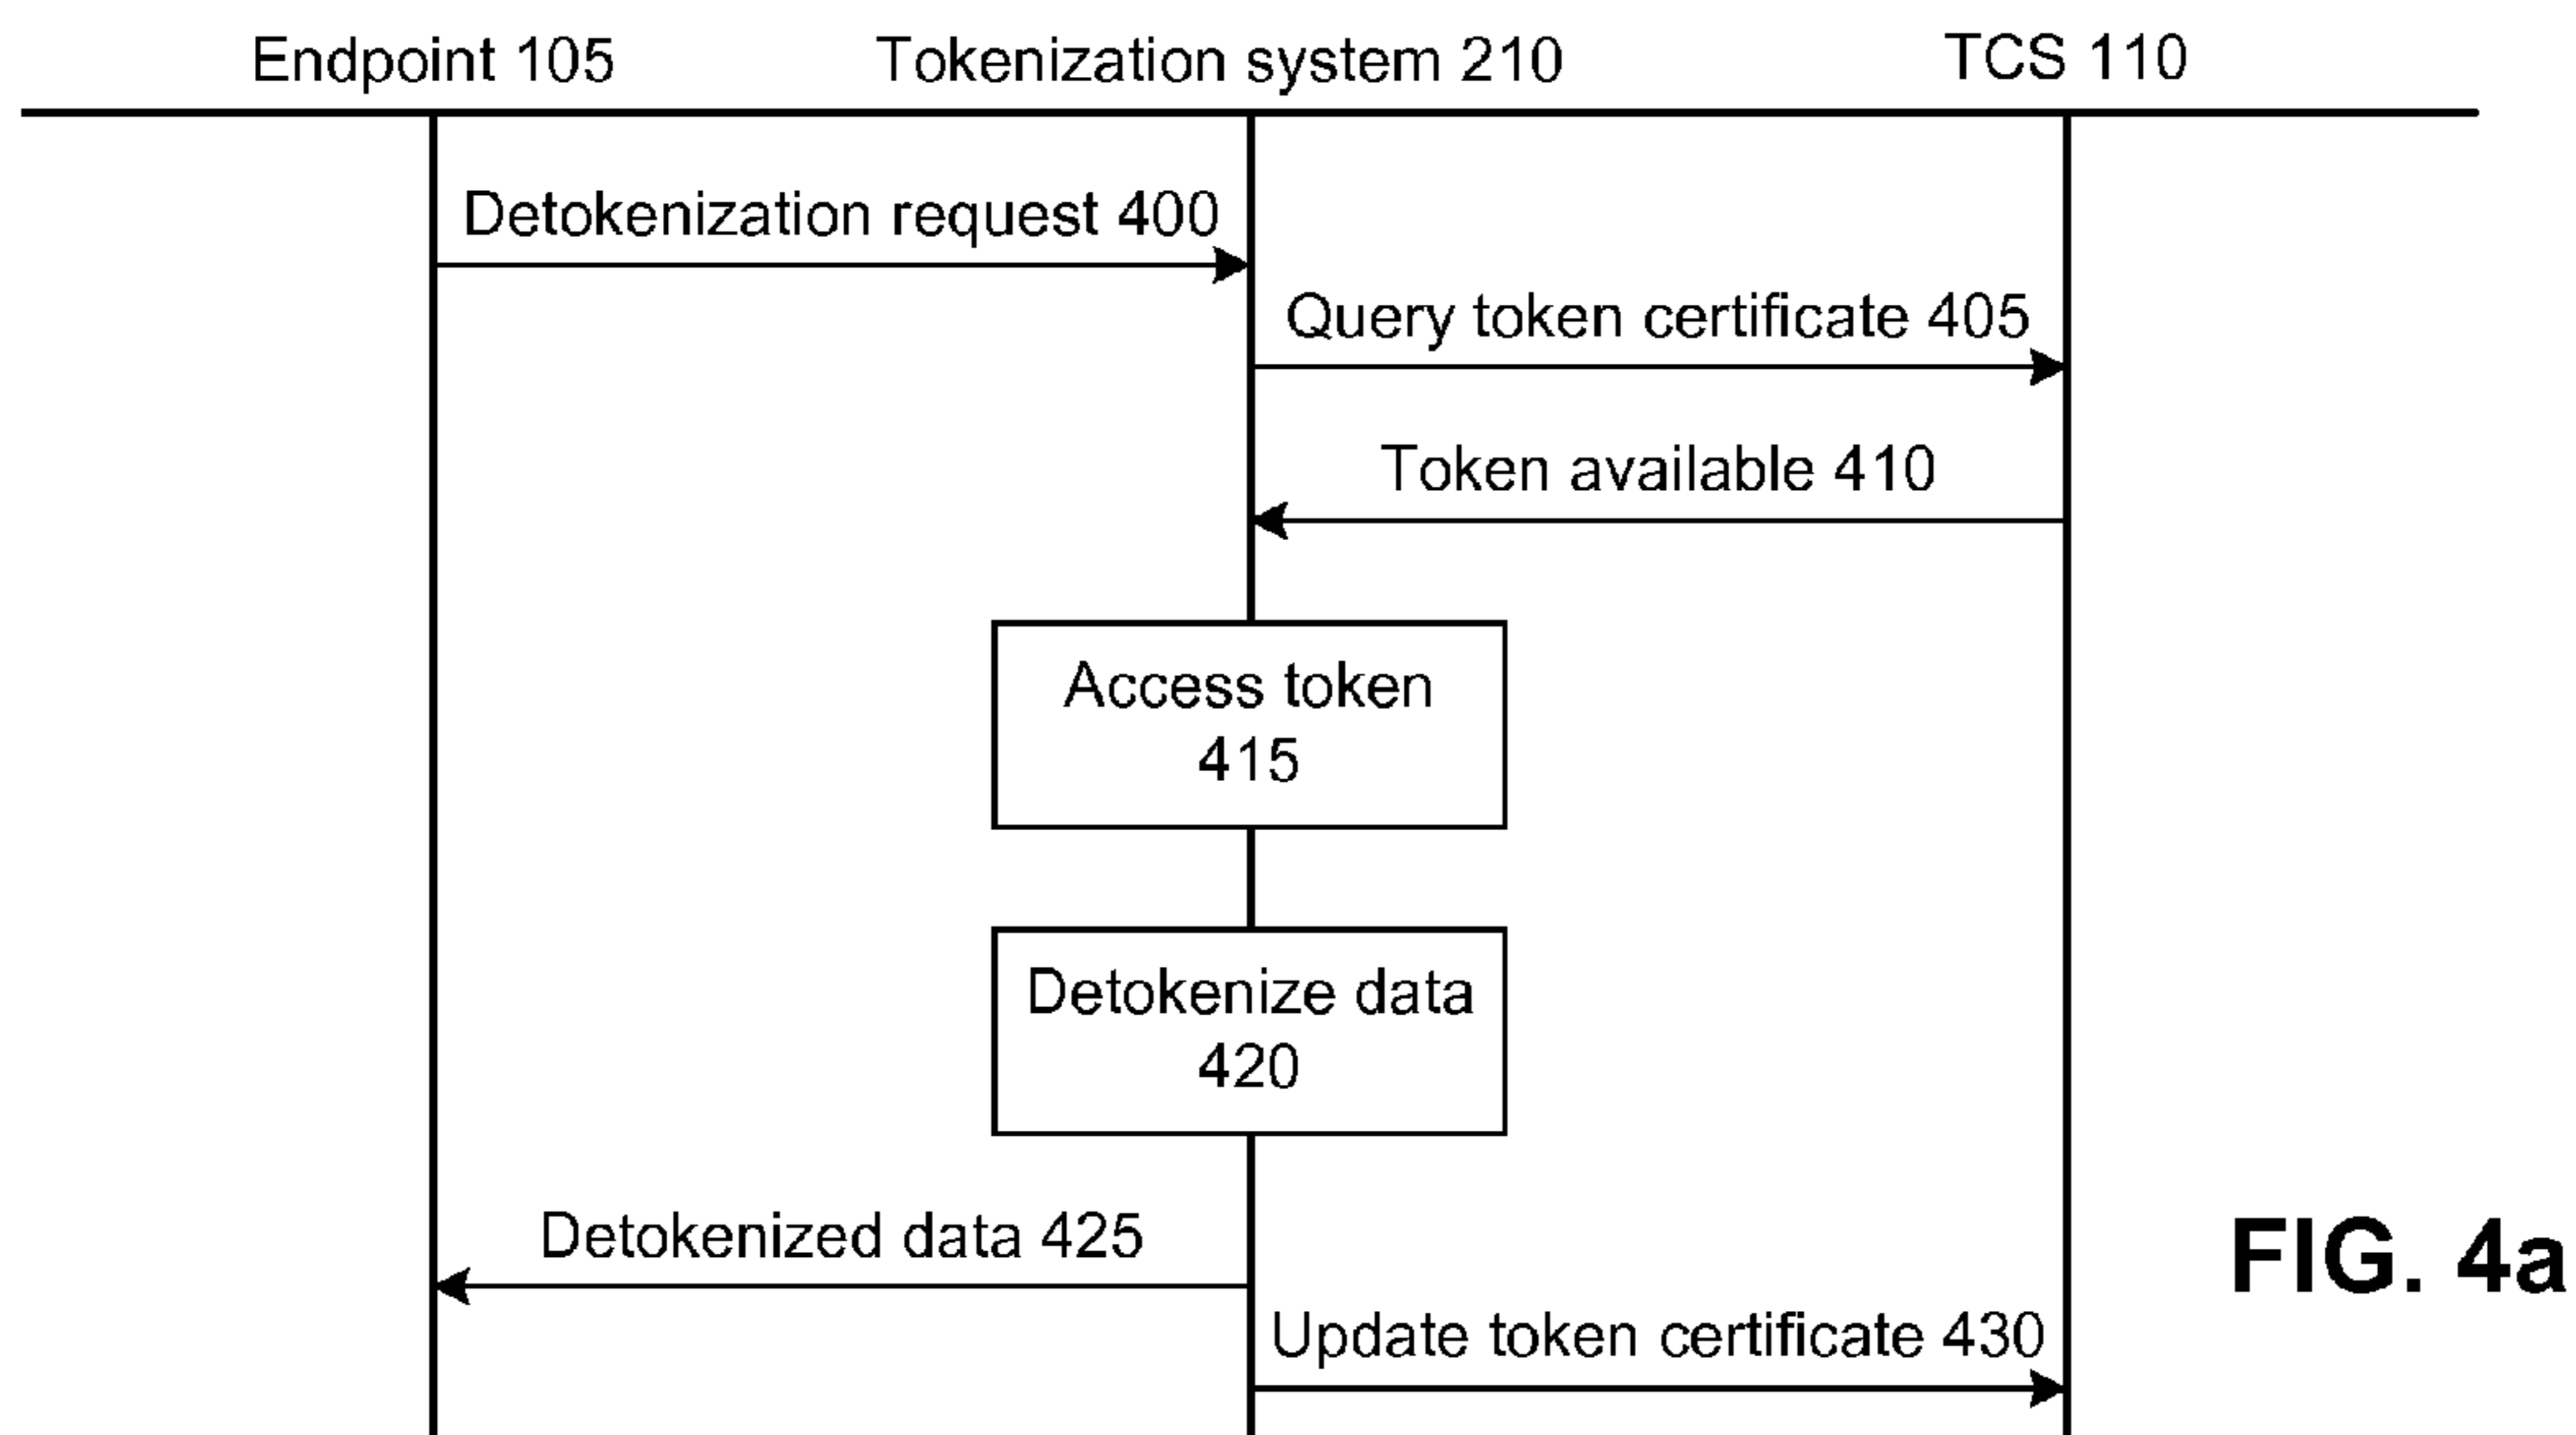 Endpoint 105
Tokenization system 210
TCS 110
Detokenization request 400
Query token certificate 405
Token available 410
Access token
415
Detokenize data
420
Detokenized data 425
Update token certificate 430
FIG. 4a